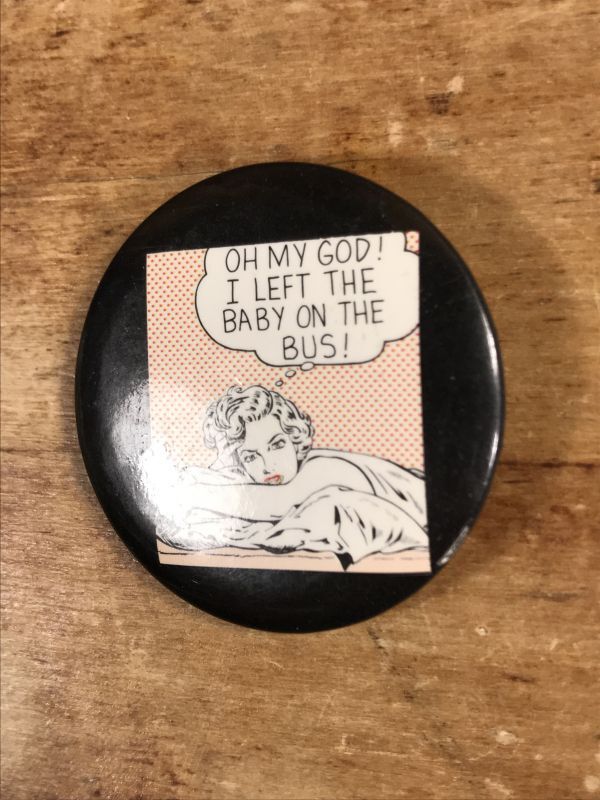 OH MY GOD!
I LEFT THE
BABY ON THE
BUS!